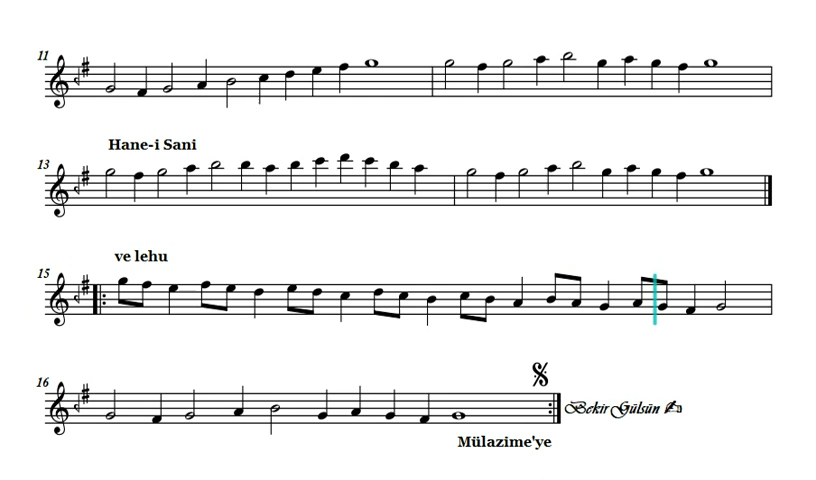 11
Hane-i Sani
13
ve lehu
15
16
Bekir Gülsün
Mülazime'ye